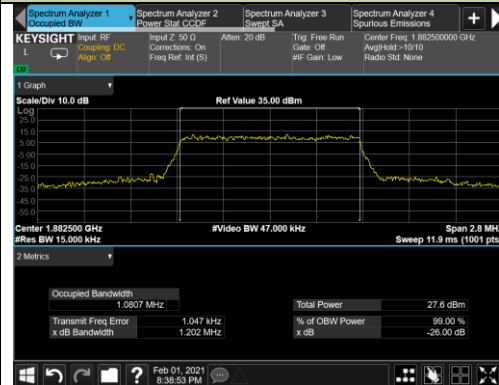 Spectrum Analyzer 1
Occupied BW
Spectrum Analyzer 2
Power Stat CCDF
Spectrum Analyzer 3
Swept SA
Spectrum Analyzer 4
Spurious Emissions
+
KEYSIGHT
L
Input: RF
Coupling: DC
Align: Off
Input Z: 50 Ω
Corrections: On
Freq Ref: Int (S)
Atten: 20 dB
Trig: Free Run
Gate: Off
#IF Gain: Low
Center Freq: 1.882500000 GHz
Avg|Hold:>10/10
Radio Std: None
1 Graph
Scale/Div 10.0 dB
Ref Value 35.00 dBm
Log
25.0
15.0
5.00
-5.00
-15.0
-25.0
-35.0
-45.0
-55.0
Center 1.882500 GHz
#Video BW 47.000 kHz
Span 2.8 MHz
#Res BW 15.000 kHz
Sweep 11.9 ms (1001 pts)
2 Metrics
Occupied Bandwidth
1.0807 MHz
Total Power
27.6 dBm
Transmit Freq Error
1.047 kHz
% of OBW Power
99.00 %
x dB Bandwidth
1.202 MHz
x dB
-26.00 dB
?
Feb 01, 2021
8:38:53 PM